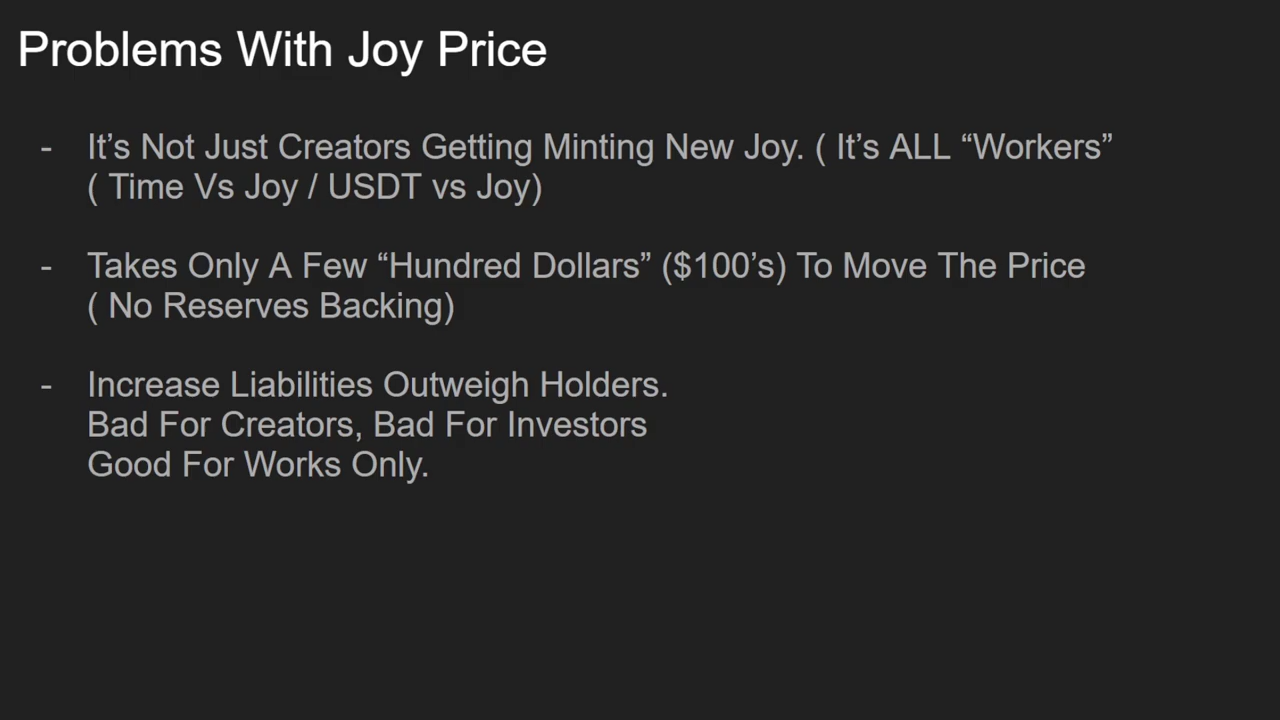 Problems With Joy Price
- It’s Not Just Creators Getting Minting New Joy. ( It’s ALL “Workers”
( Time Vs Joy / USDT vs Joy)
- Takes Only A Few “Hundred Dollars” ($100’s) To Move The Price
( No Reserves Backing)
- Increase Liabilities Outweigh Holders.
Bad For Creators, Bad For Investors
Good For Works Only.